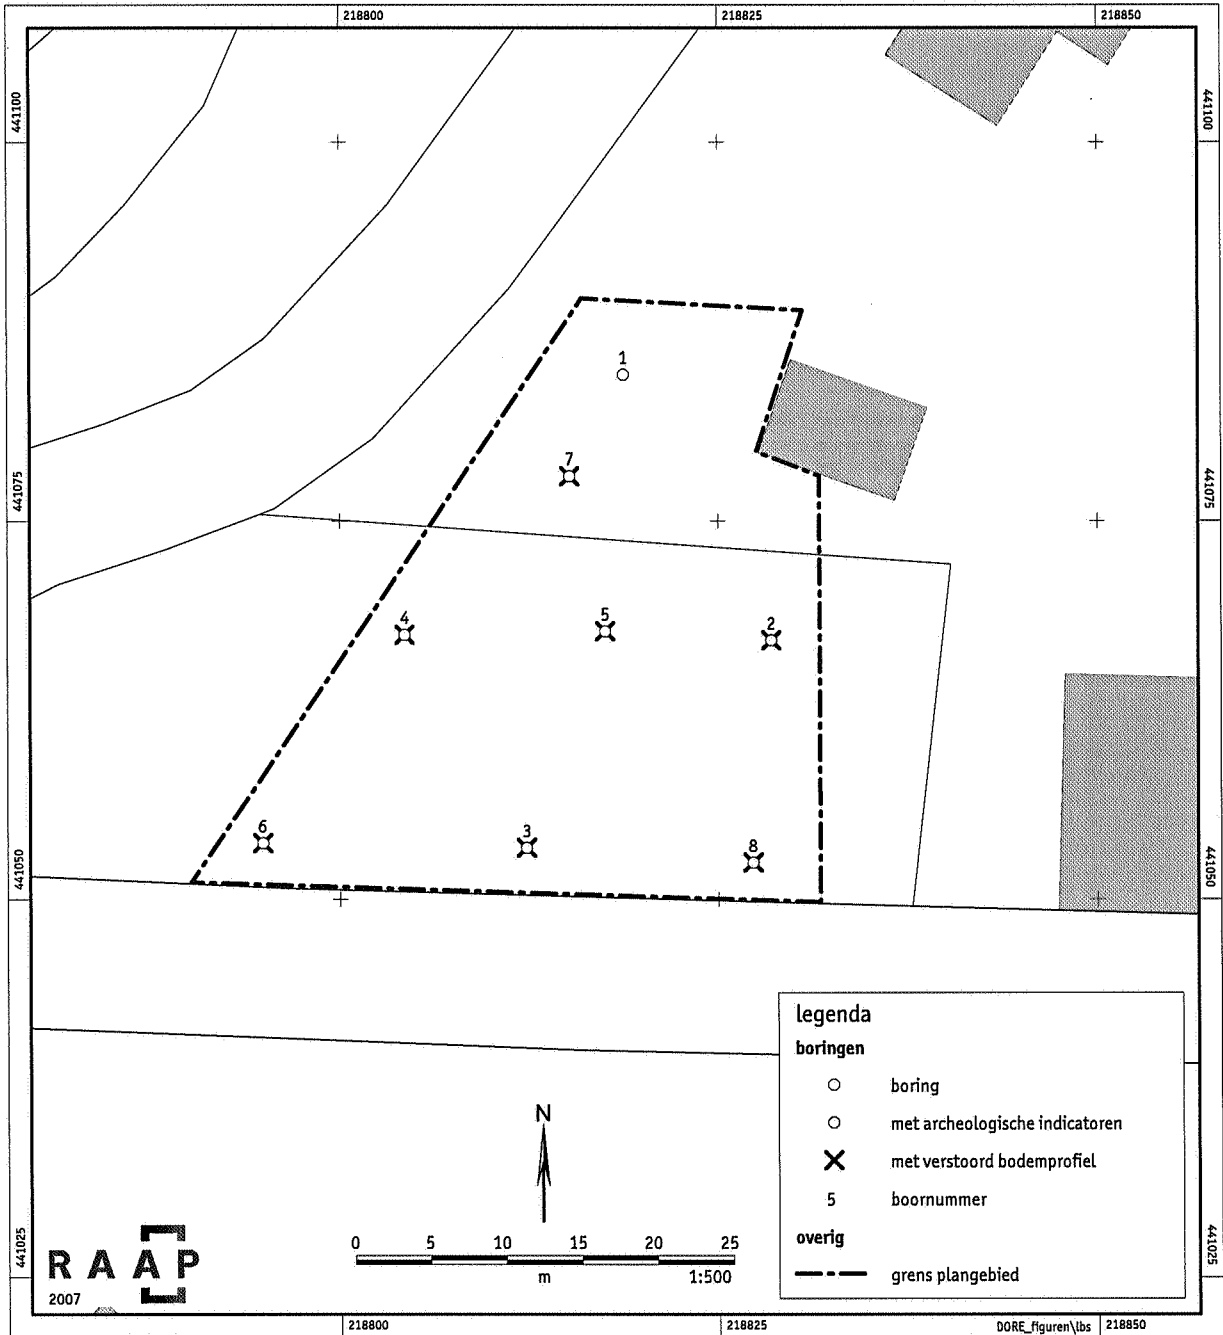 218800 218825 218850
441100 441100
1
7
441075 441075
4 5 2
6 3 8
441050 441050
legenda
boringen
boring
met archeologische indicatoren
met verstoord bodemprofiel
5 boornummer
overig
grens plangebied
N
0 5 10 15 20 25
m 1:500
RAAP
2007
441025 441025
DORE_figuren\lbs
218800 218825 218850